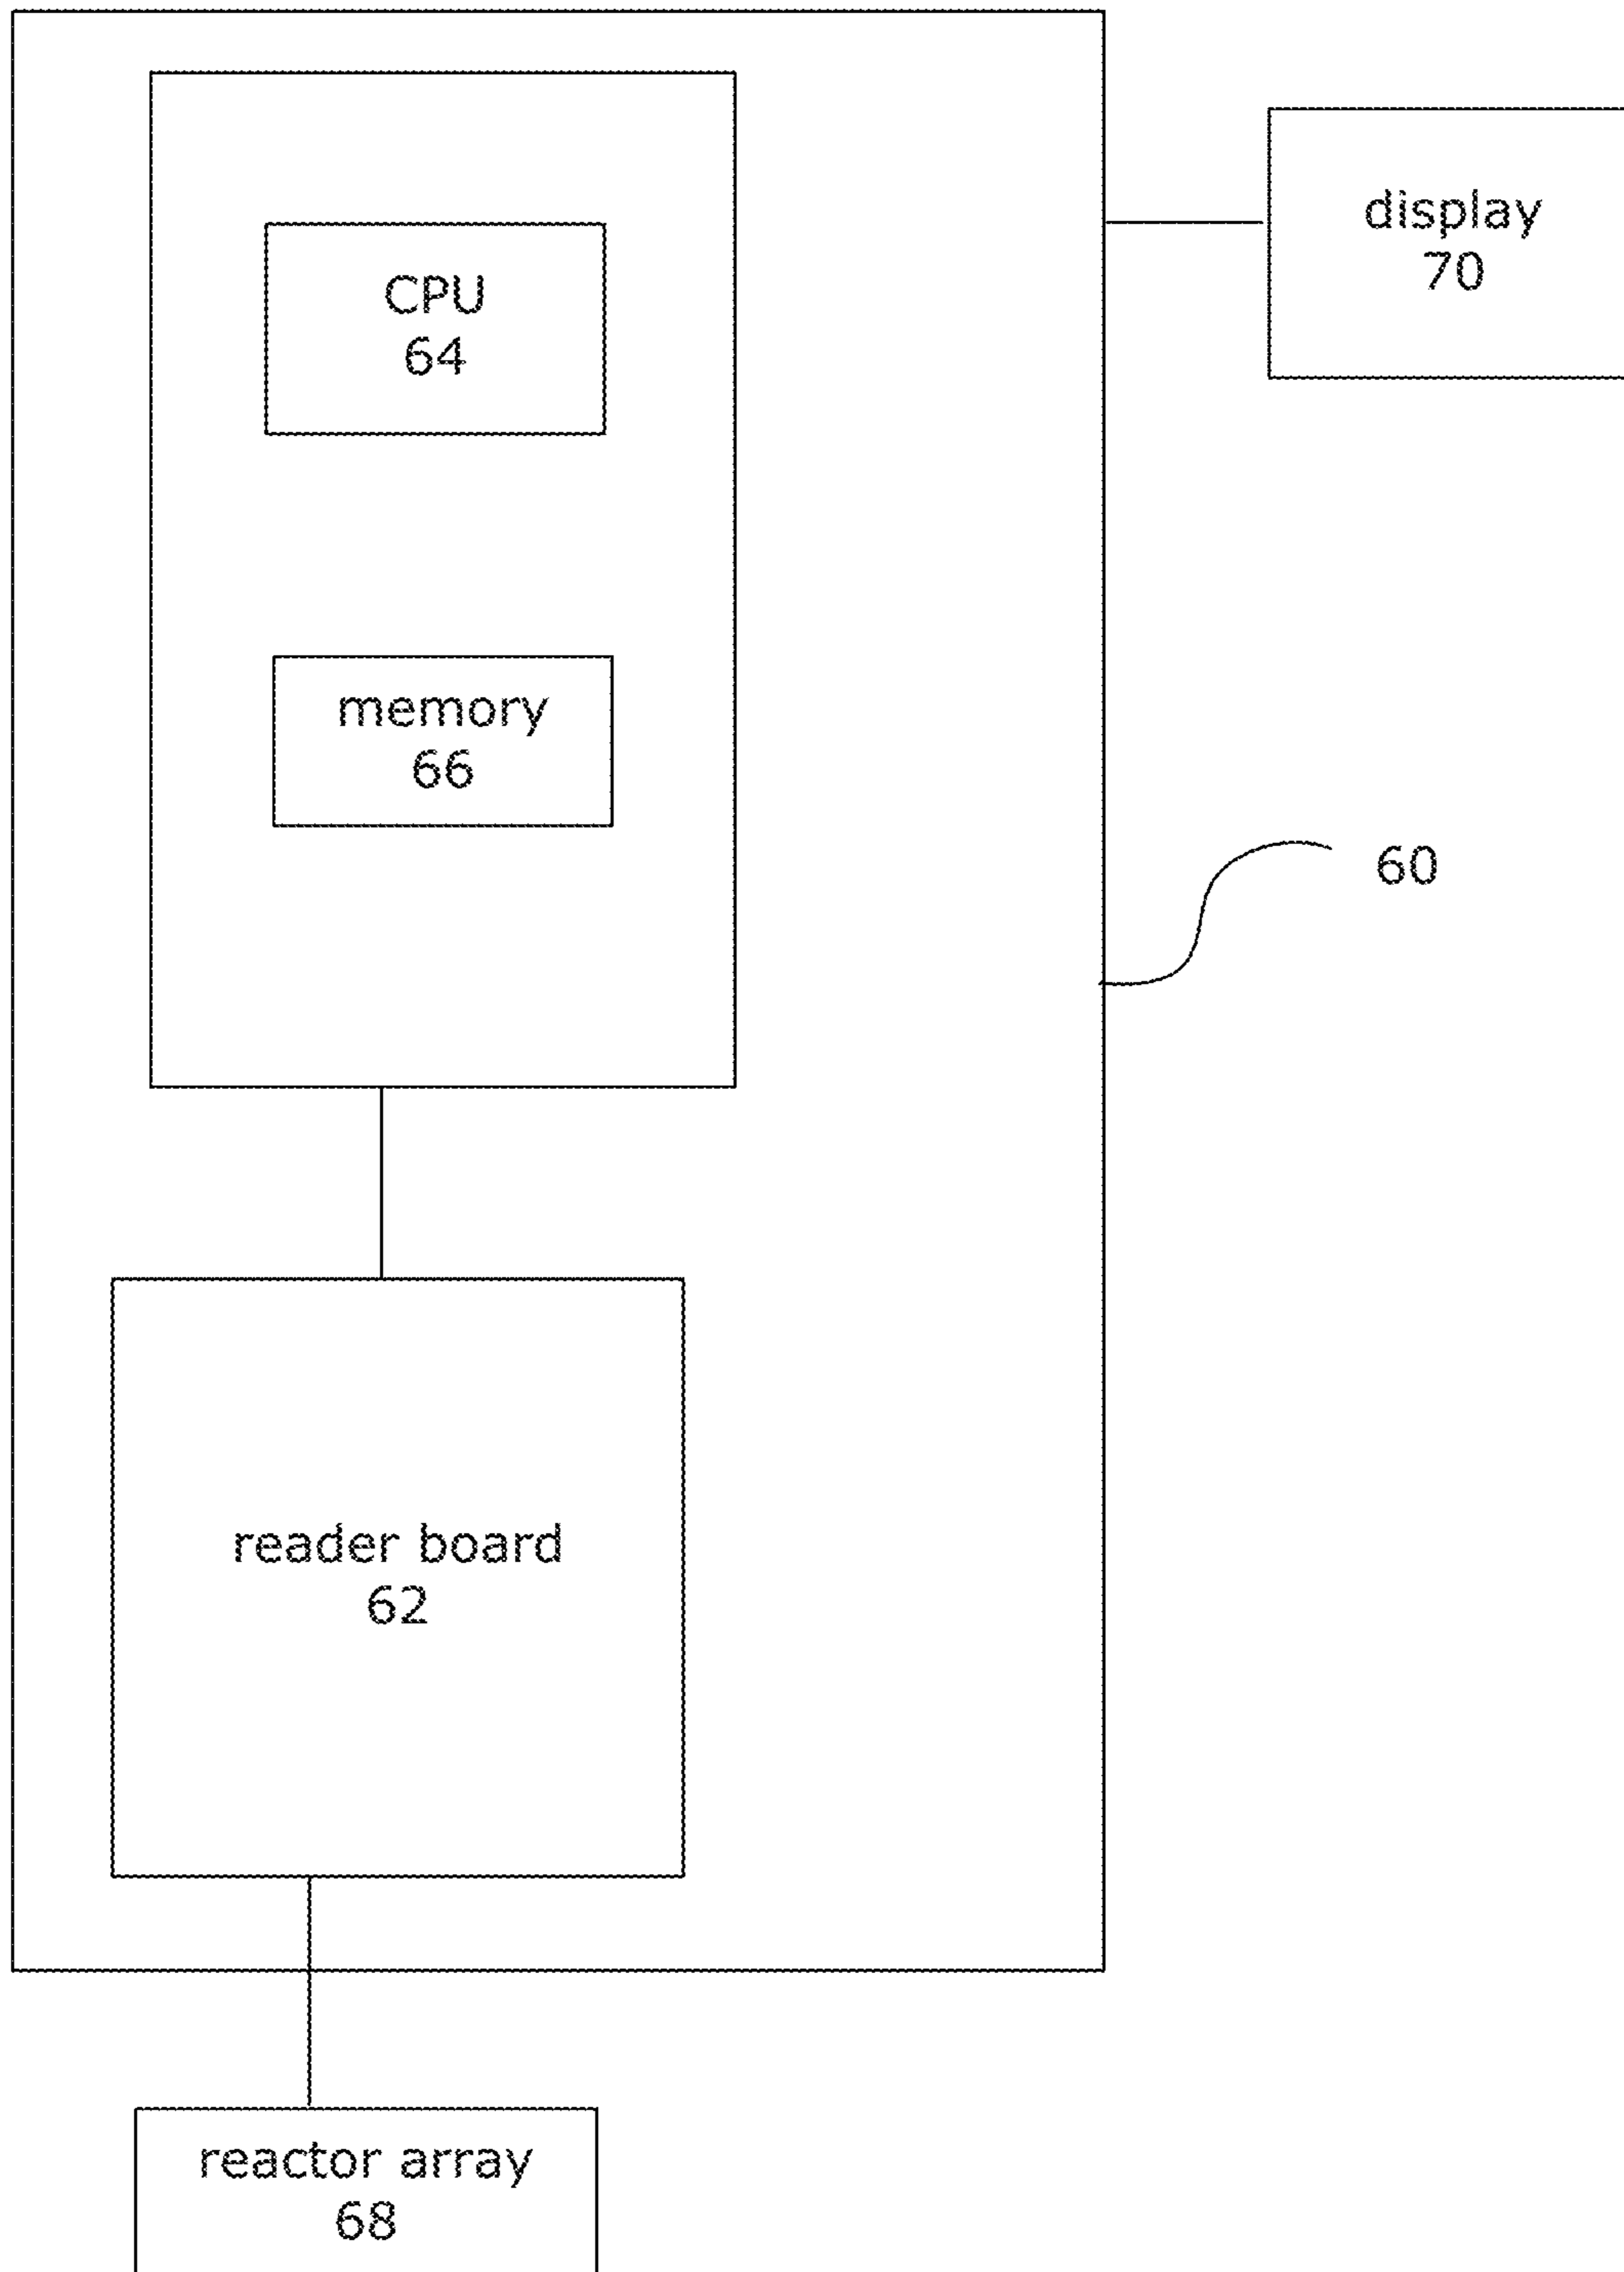 display
70
CPU
64
memory
66
60
reader board
62
reactor array
68